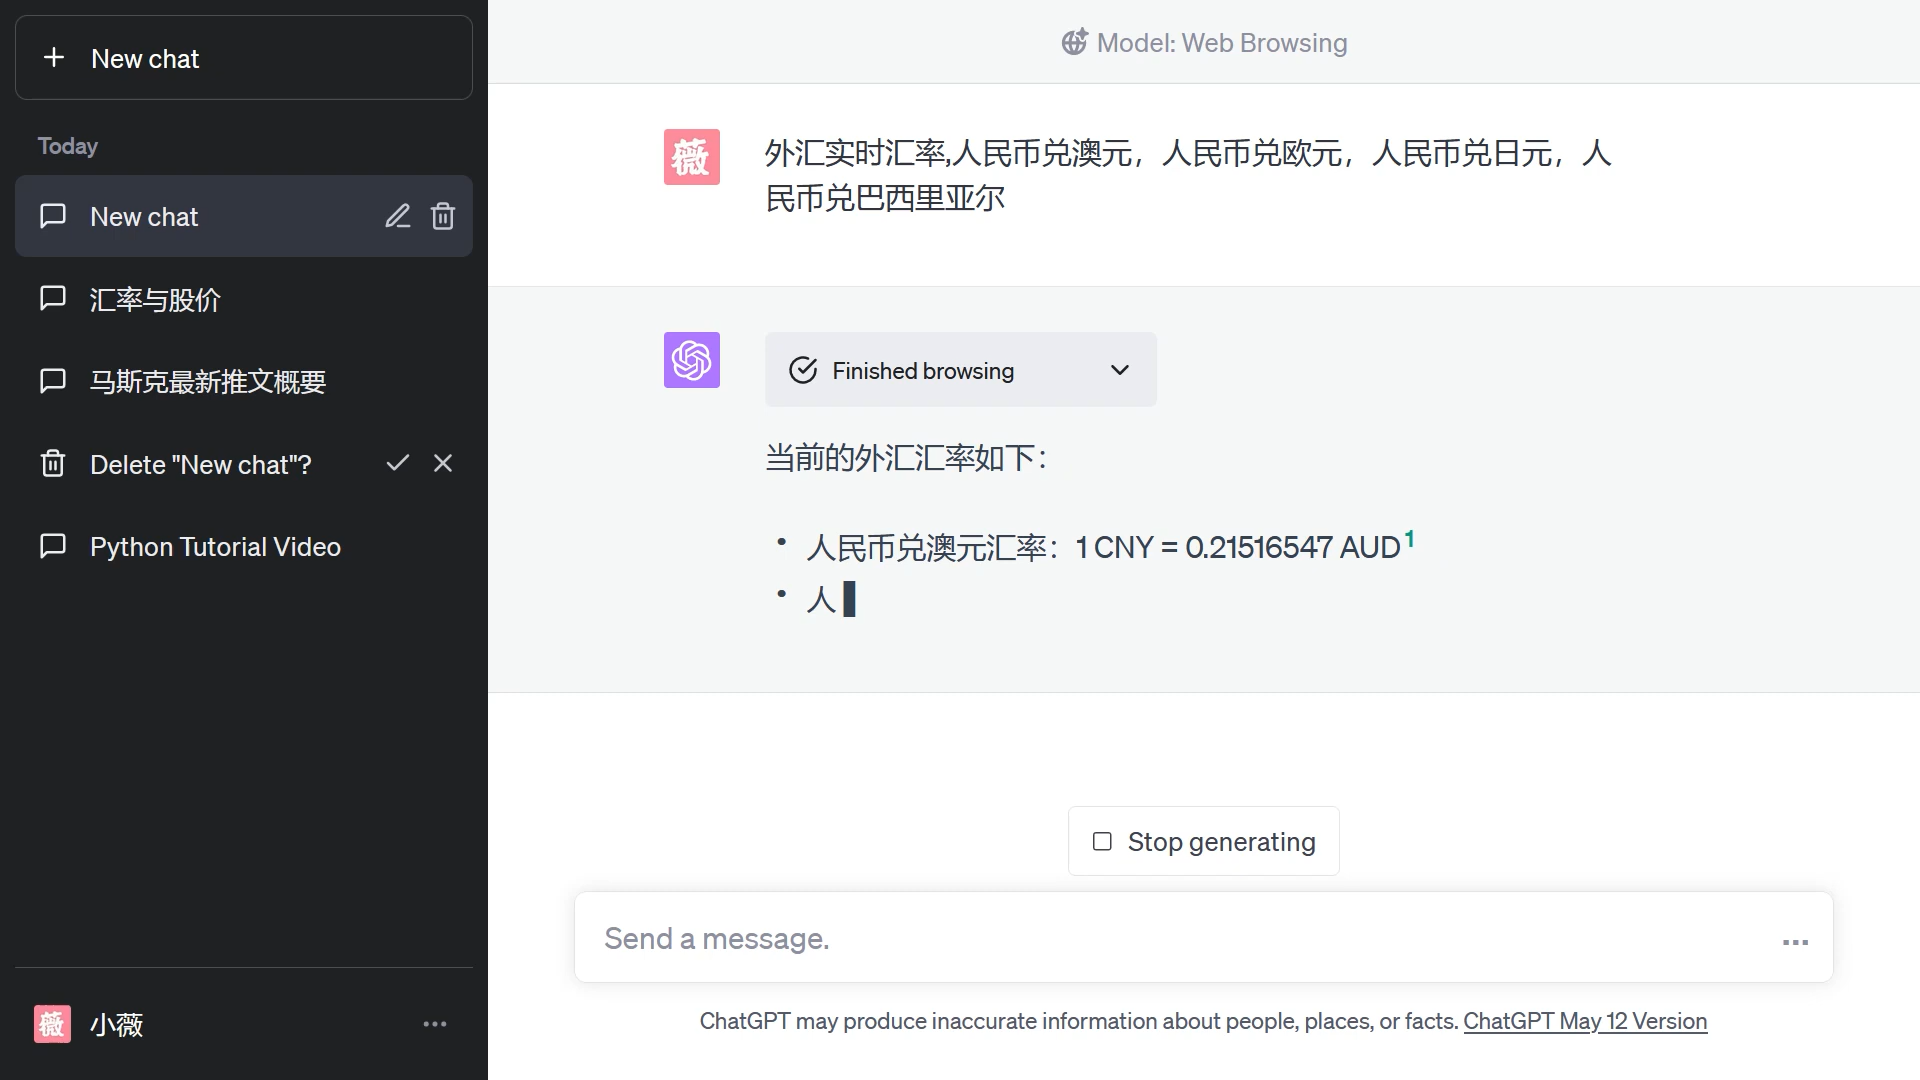 New chat
Today
New chat
汇率与股价
马斯克最新推文概要
Delete "New chat"?
Python Tutorial Video
薇 小薇
Model: Web Browsing
薇
外汇实时汇率,人民币兑澳元，人民币兑欧元，人民币兑日元，人
民币兑巴西里亚尔
Finished browsing
当前的外汇汇率如下：
• 人民币兑澳元汇率：1 CNY = 0.21516547 AUD1
• 人
Stop generating
Send a message.
ChatGPT may produce inaccurate information about people, places, or facts. ChatGPT May 12 Version